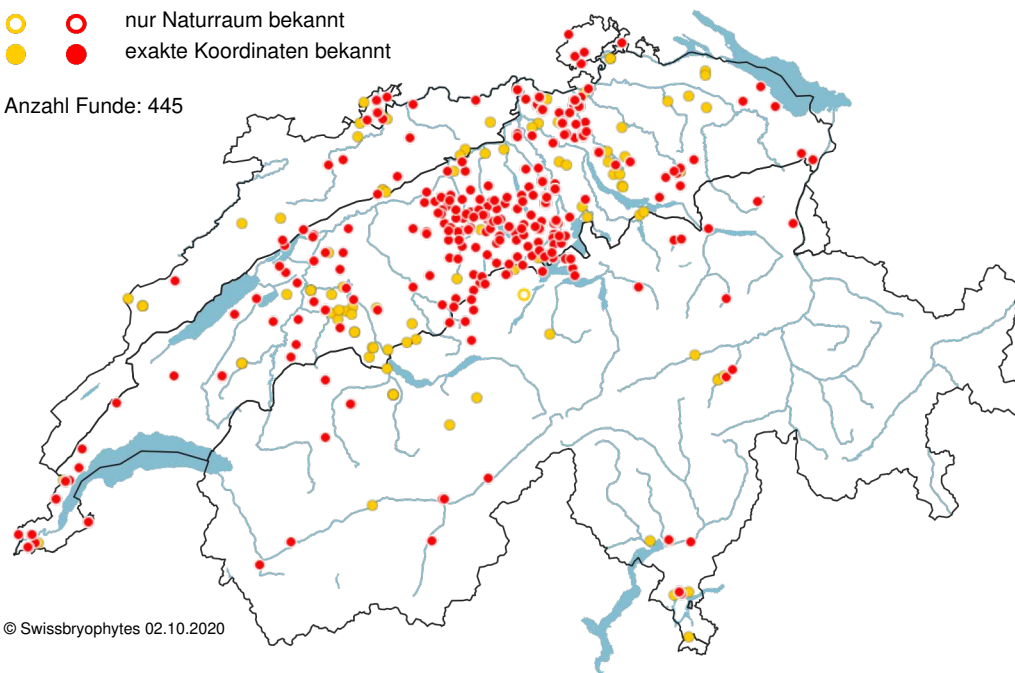 nur Naturraum bekannt
exakte Koordinaten bekannt
Anzahl Funde: 445
© Swissbryophytes 02.10.2020